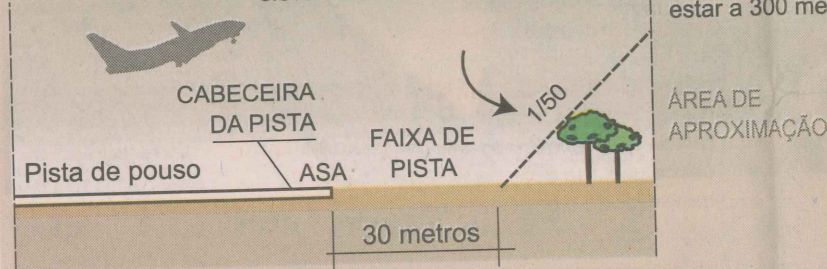 estar a 300 me
CABECEIRA
DA PISTA
1/50
ÁREA DE
APROXIMAÇÃO
FAIXA DE
PISTA
Pista de pouso
ASA
30 metros